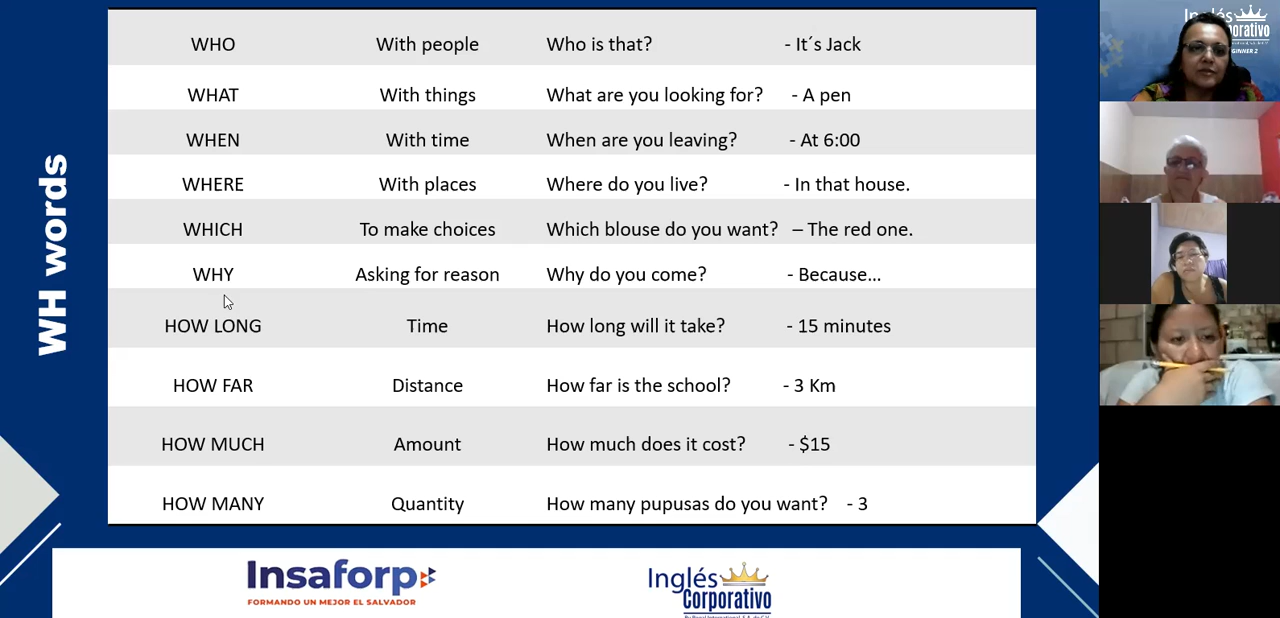 WH words
WHO With people Who is that? - It´s Jack
WHAT With things What are you looking for? - A pen
WHEN With time When are you leaving? - At 6:00
WHERE With places Where do you live? - In that house.
WHICH To make choices Which blouse do you want? – The red one.
WHY Asking for reason Why do you come? - Because...
HOW LONG Time How long will it take? - 15 minutes
HOW FAR Distance How far is the school? - 3 Km
HOW MUCH Amount How much does it cost? - $15
HOW MANY Quantity How many pupusas do you want? - 3
Insaforp
FORMANDO UN MEJOR EL SALVADOR
Inglés
Corporativo